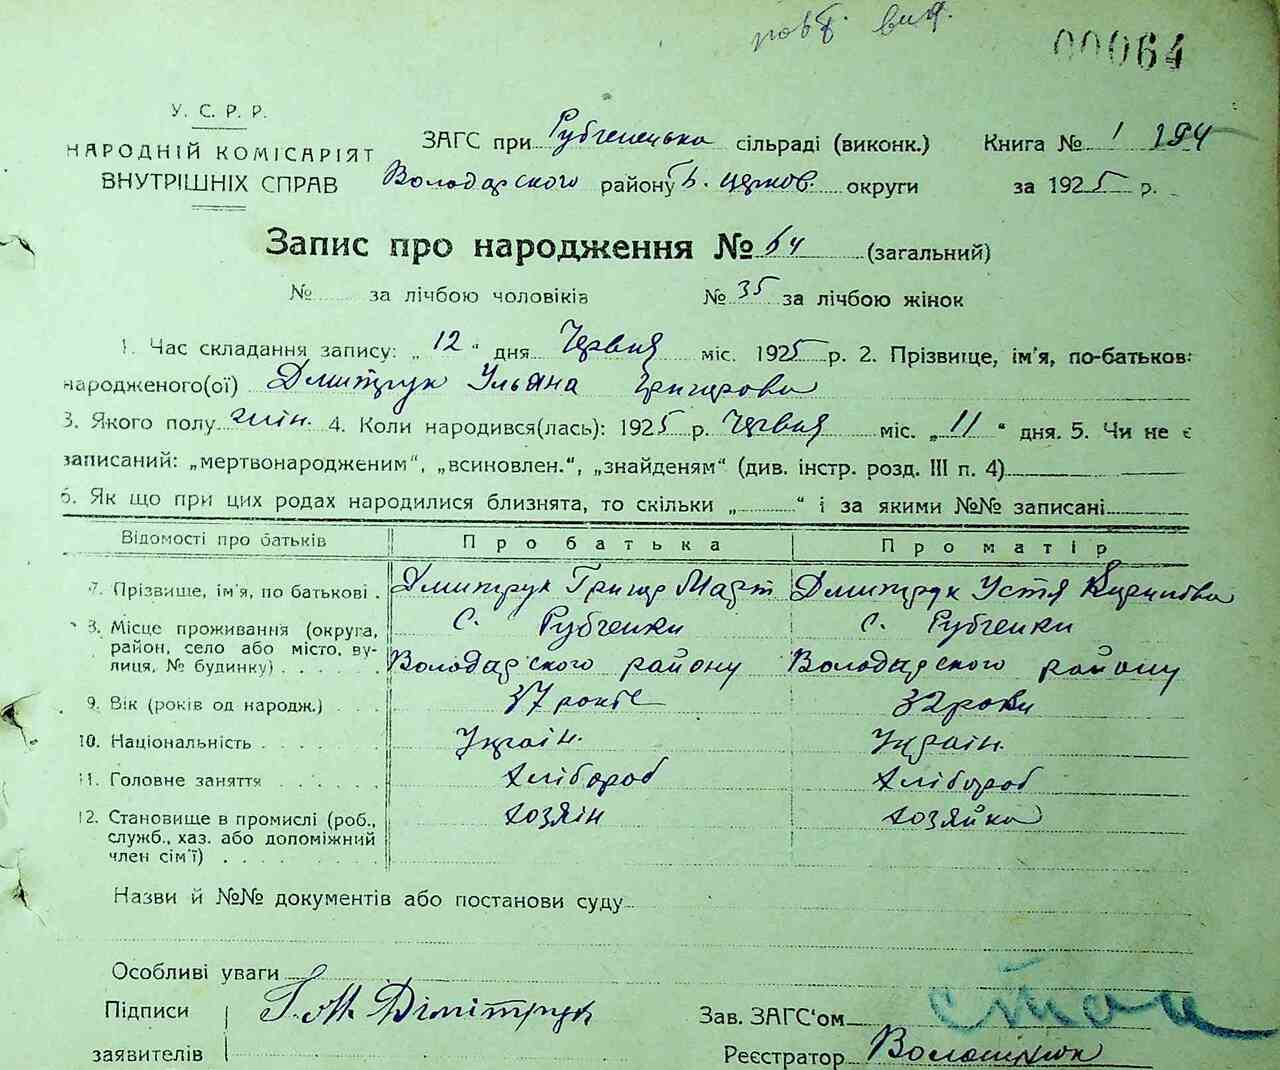 повт. вид.
00064
У. С. Р. Р.
НАРОДНІЙ КОМІСАРІЯТ
ВНУТРІШНІХ СПРАВ
ЗАГС при Рубченецька сільраді (виконк.) Книга № 1 194
Володарского району Б. церков. округи за 1925 р.
Запис про народження № 64 (загальний)
№ за лічбою чоловіків № 35 за лічбою жінок
1. Час складання запису: „ 12 " дня Червня міс. 1925 р. 2. Прізвище, ім'я, по-батьков:
народженого(ої) Дмитрук Ульяна Григорова
3. Якого полу жін. 4. Коли народився(лась): 1925 р. Червня міс. „ 11 " дня. 5. Чи не є
записаний: „мертвонародженим", „всиновлен.", „знайденям" (див. інстр. розд. III п. 4)
6. Як що при цих родах народилися близнята, то скільки „ " і за якими №№ записані
Відомості про батьків Про батька Про матір
7. Прізвище, ім'я, по батькові . Дмитрук Григор Март Дмитрук Устя
8. Місце проживання (округа, с. Рубченки с. Рубченки
район, село або місто, ву-
лиця, № будинку) . . . . Володарського району Володарского району
9. Вік (років од народж.) . . . 37 років 32 роки
10. Національність . . . . . . Україн. Україн.
11. Головне заняття . . . . . хлібороб хлібороб
12. Становище в промислі (роб., хозяін хозяйка
служб., хаз. або допоміжний
член сім'ї) . . . .
Назви й №№ документів або постанови суду
Особливі уваги
Підписи Г. М. Дімітрук Зав. ЗАГС'ом
заявителів Реєстратор